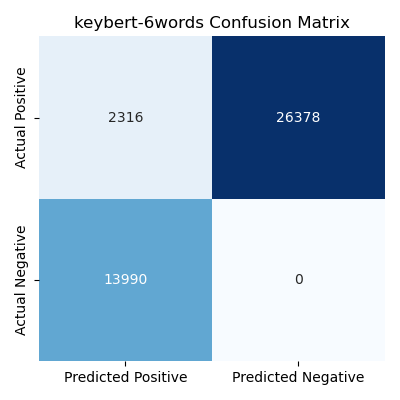 keybert-6words Confusion Matrix
Actual Positive
2316
26378
Actual Negative
13990
0
Predicted Positive
Predicted Negative